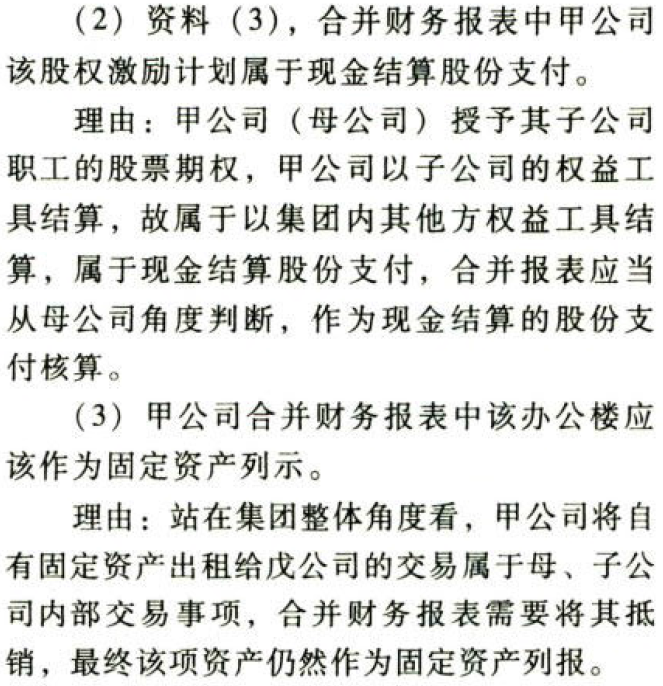 （2）资料（3），合并财务报表中甲公司
该股权激励计划属于现金结算股份支付。
理由：甲公司（母公司）授予其子公司
职工的股票期权，甲公司以子公司的权益工
具结算，故属于以集团内其他方权益工具结
算，属于现金结算股份支付，合并报表应当
从母公司角度判断，作为现金结算的股份支
付核算。
（3）甲公司合并财务报表中该办公楼应
该作为固定资产列示。
理由：站在集团整体角度看，甲公司将自
有固定资产出租给戊公司的交易属于母、子公
司内部交易事项，合并财务报表需要将其抵
销，最终该项资产仍然作为固定资产列报。